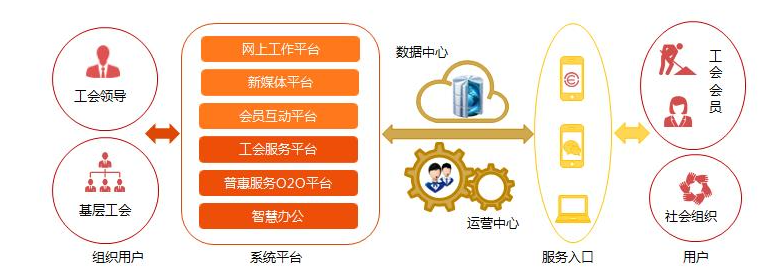 工会领导
基层工会
组织用户
网上工作平台
新媒体平台
会员互动平台
工会服务平台
普惠服务O2O平台
智慧办公
系统平台
数据中心
运营中心
服务入口
工会会员
社会组织
用户